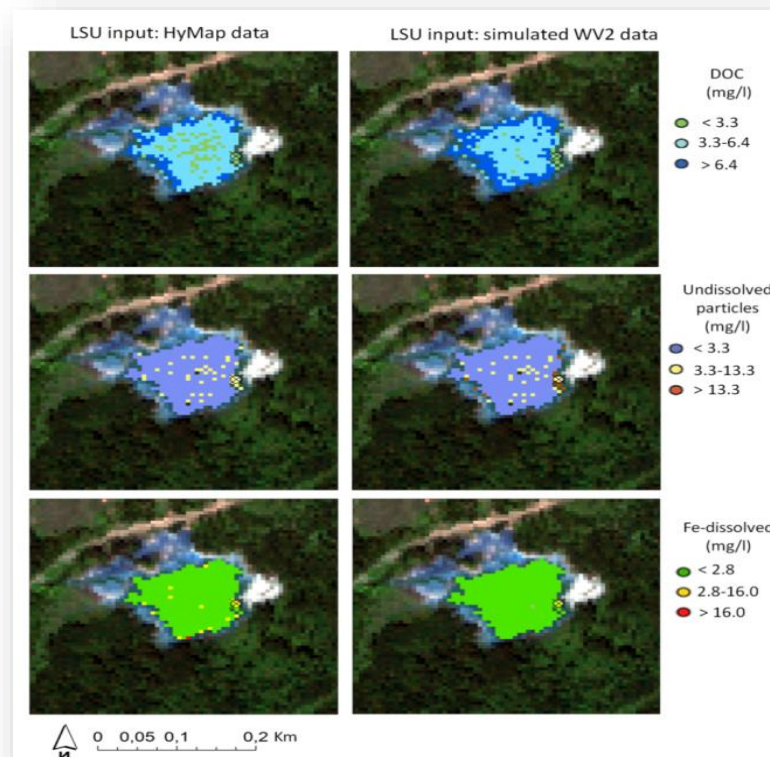 LSU input: HyMap data
LSU input: simulated WV2 data
DOC
(mg/l)
< 3.3
3.3-6.4
> 6.4
Undissolved
particles
(mg/l)
< 3.3
3.3-13.3
> 13.3
Fe-dissolved
(mg/l)
< 2.8
2.8-16.0
> 16.0
0 0,05 0,1 0,2 Km